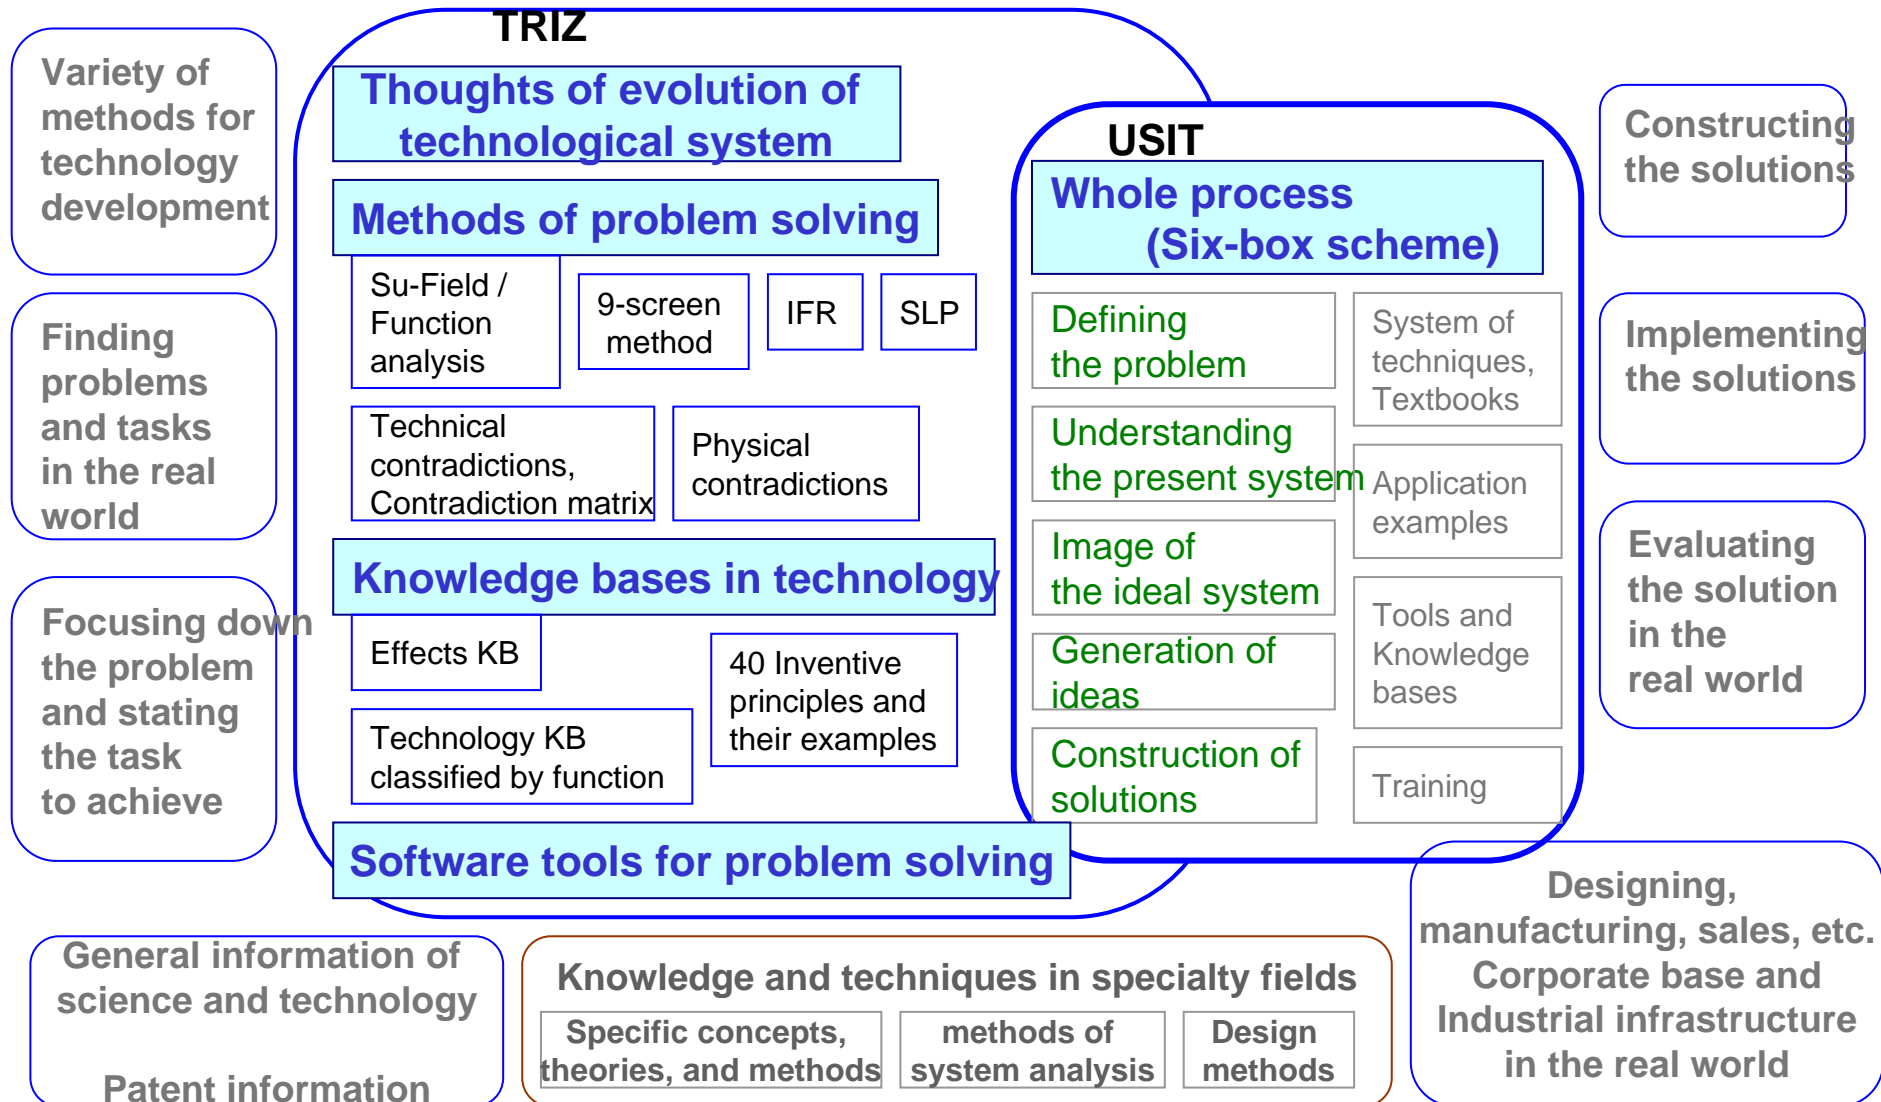 Variety of
methods for
technology
development
Finding
problems
and tasks
in the real
world
Focusing down
the problem
and stating
the task
to achieve
TRIZ
Thoughts of evolution of
technological system
Methods of problem solving
Su-Field /
Function
analysis
9-screen
method
IFR
SLP
Technical
contradictions,
Contradiction matrix
Physical
contradictions
Knowledge bases in technology
Effects KB
40 Inventive
principles and
their examples
Technology KB
classified by function
Software tools for problem solving
USIT
Whole process
(Six-box scheme)
Defining
the problem
Understanding
the present system
Image of
the ideal system
Generation of
ideas
Construction of
solutions
System of
techniques,
Textbooks
Application
examples
Tools and
Knowledge
bases
Training
Constructing
the solutions
Implementing
the solutions
Evaluating
the solution
in the
real world
General information of
science and technology
Patent information
Knowledge and techniques in specialty fields
Specific concepts,
theories, and methods
methods of
system analysis
Design
methods
Designing,
manufacturing, sales, etc.
Corporate base and
Industrial infrastructure
in the real world